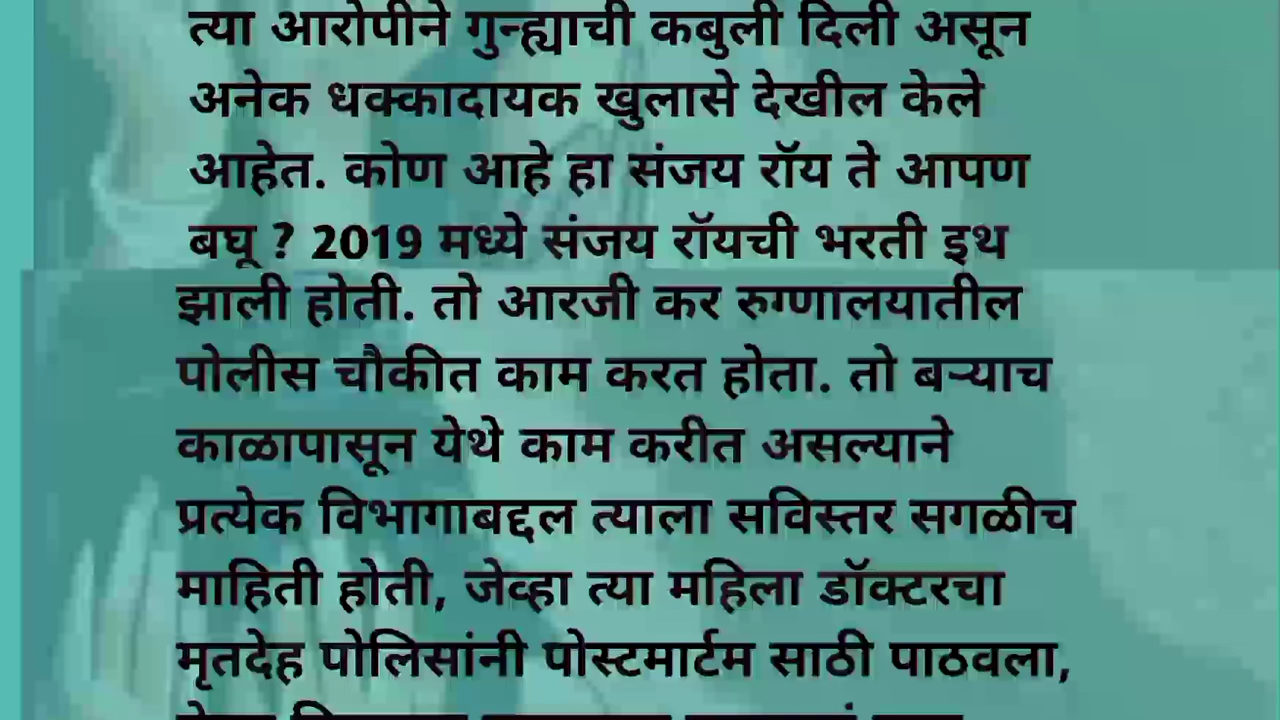 त्या आरोपीने गुन्ह्याची कबुली दिली असून
अनेक धक्कादायक खुलासे देखील केले
आहेत. कोण आहे हा संजय रॉय ते आपण
बघू ? 2019 मध्ये संजय रॉयची भरती इथ
झाली होती. तो आरजी कर रुग्णालयातील
पोलीस चौकीत काम करत होता. तो बऱ्याच
काळापासून येथे काम करीत असल्याने
प्रत्येक विभागाबद्दल त्याला सविस्तर सगळीच
माहिती होती, जेव्हा त्या महिला डॉक्टरचा
मृतदेह पोलिसांनी पोस्टमार्टम साठी पाठवला,